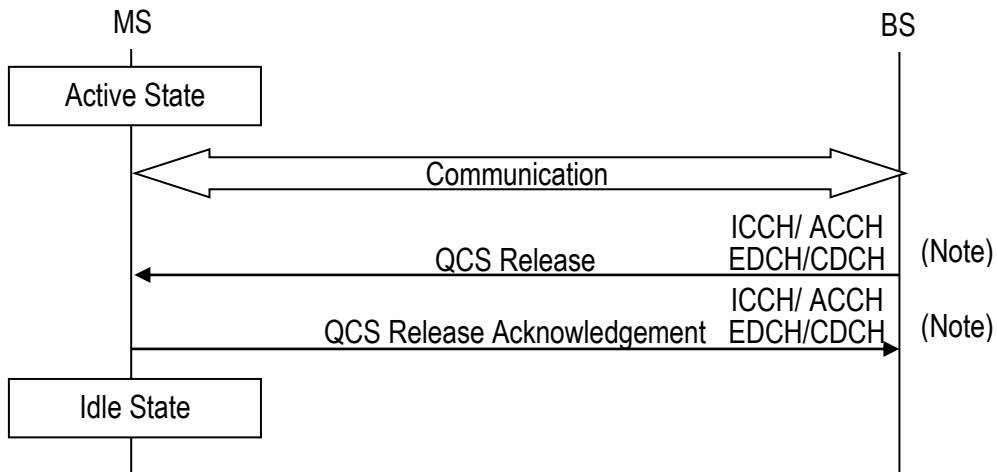 MS
BS
Active State
Communication
ICCH/ ACCH
QCS Release EDCH/CDCH (Note)
ICCH/ ACCH
QCS Release Acknowledgement EDCH/CDCH (Note)
Idle State